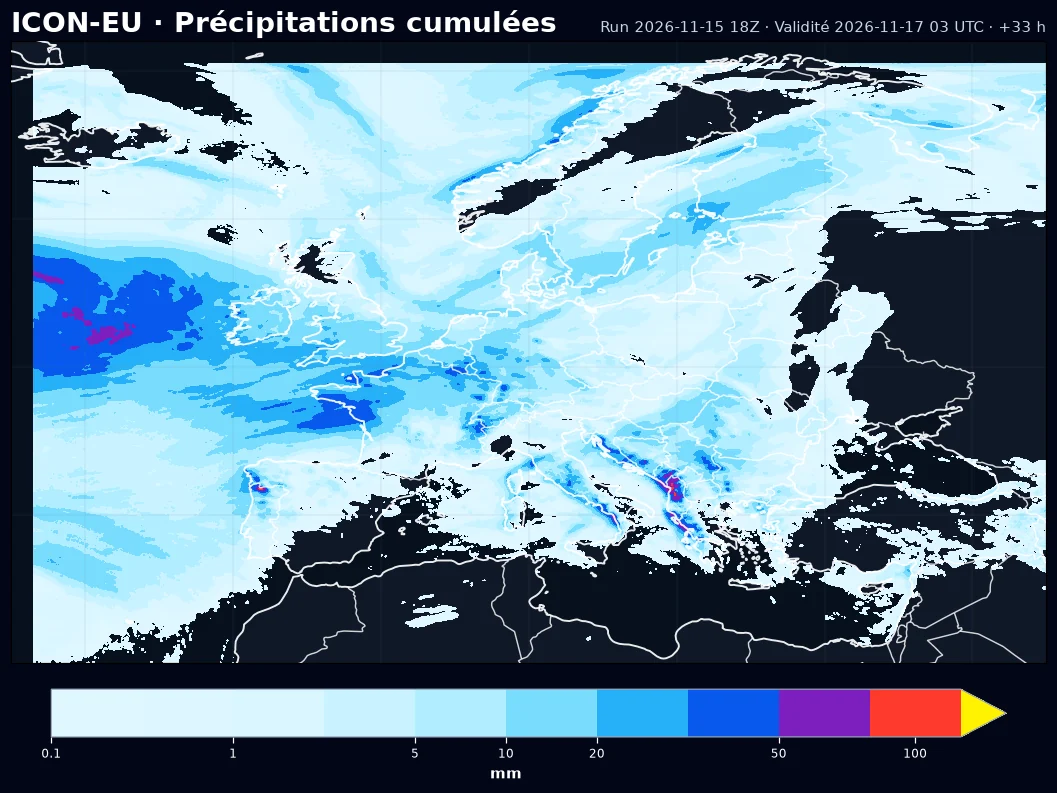 ICON-EU · Précipitations cumulées
Run 2026-11-15 18Z · Validité 2026-11-17 03 UTC · +33 h
0.1 1 5 10 20 50 100
mm